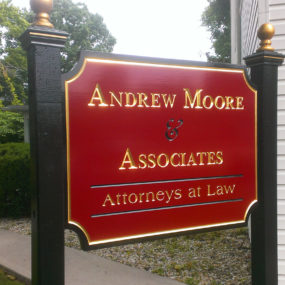 Andrew Moore
&
Associates
Attorneys at Law